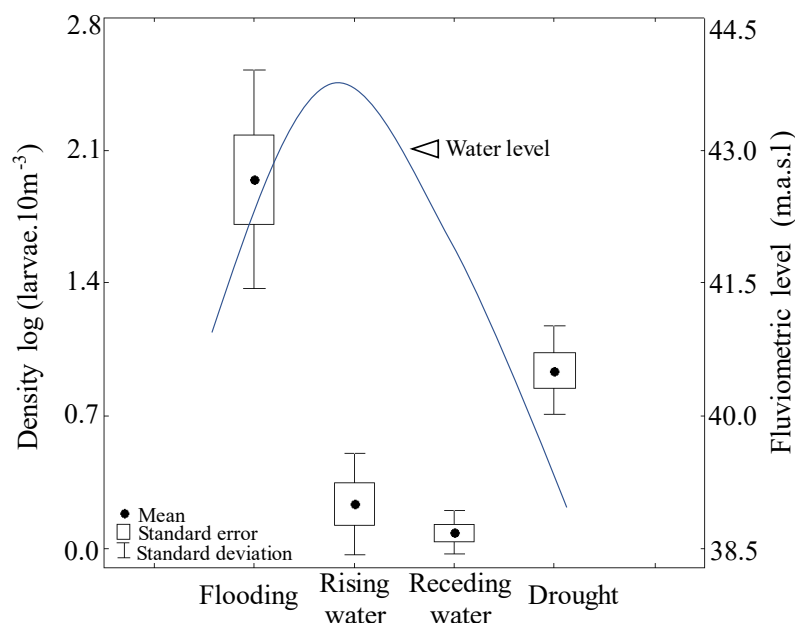 Density log (larvae.10m⁻³)
2.8
2.1
1.4
0.7
0.0
Water level
Mean
Standard error
Standard deviation
Flooding
Rising
water
Receding
water
Drought
44.5
43.0
41.5
40.0
38.5
Fluviometric level (m.a.s.l)